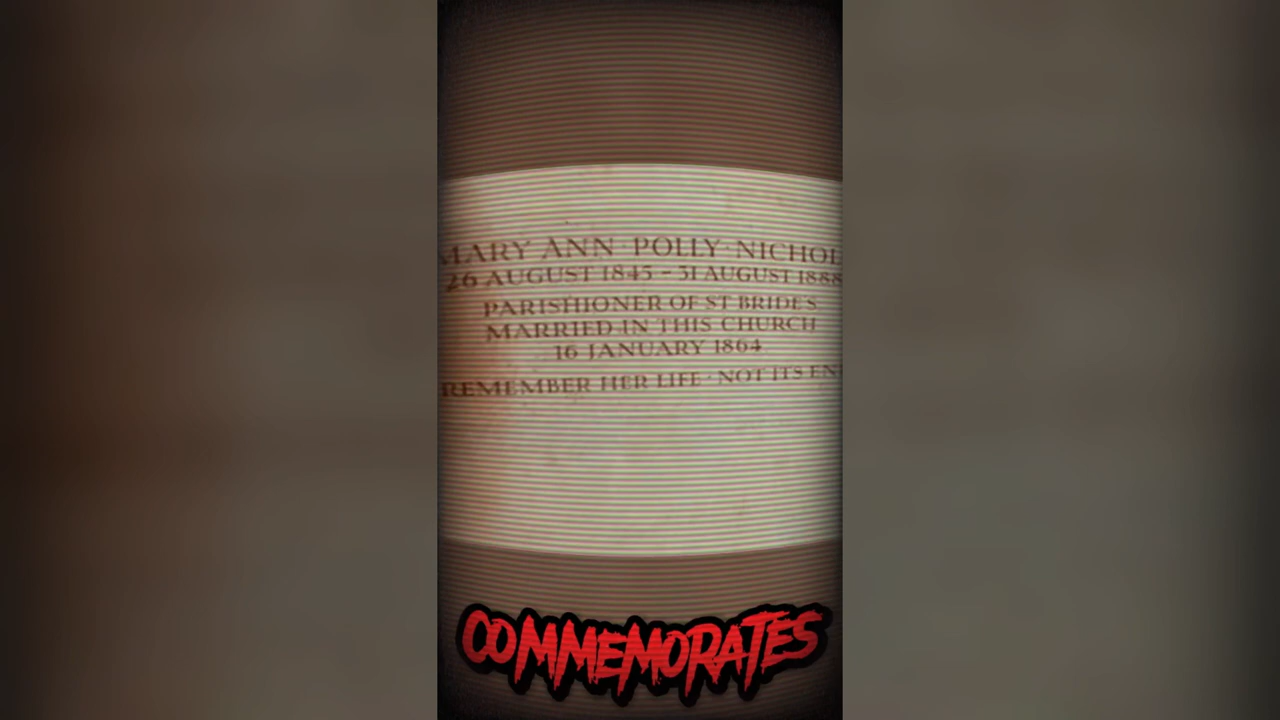 MARY ANN · POLLY · NICHOL
26 AUGUST 1845 – 31 AUGUST 1888
PARISHIONER OF ST BRIDE'S
MARRIED IN THIS CHURCH
16 JANUARY 1864
REMEMBER HER LIFE · NOT ITS EN
COMMEMORATES